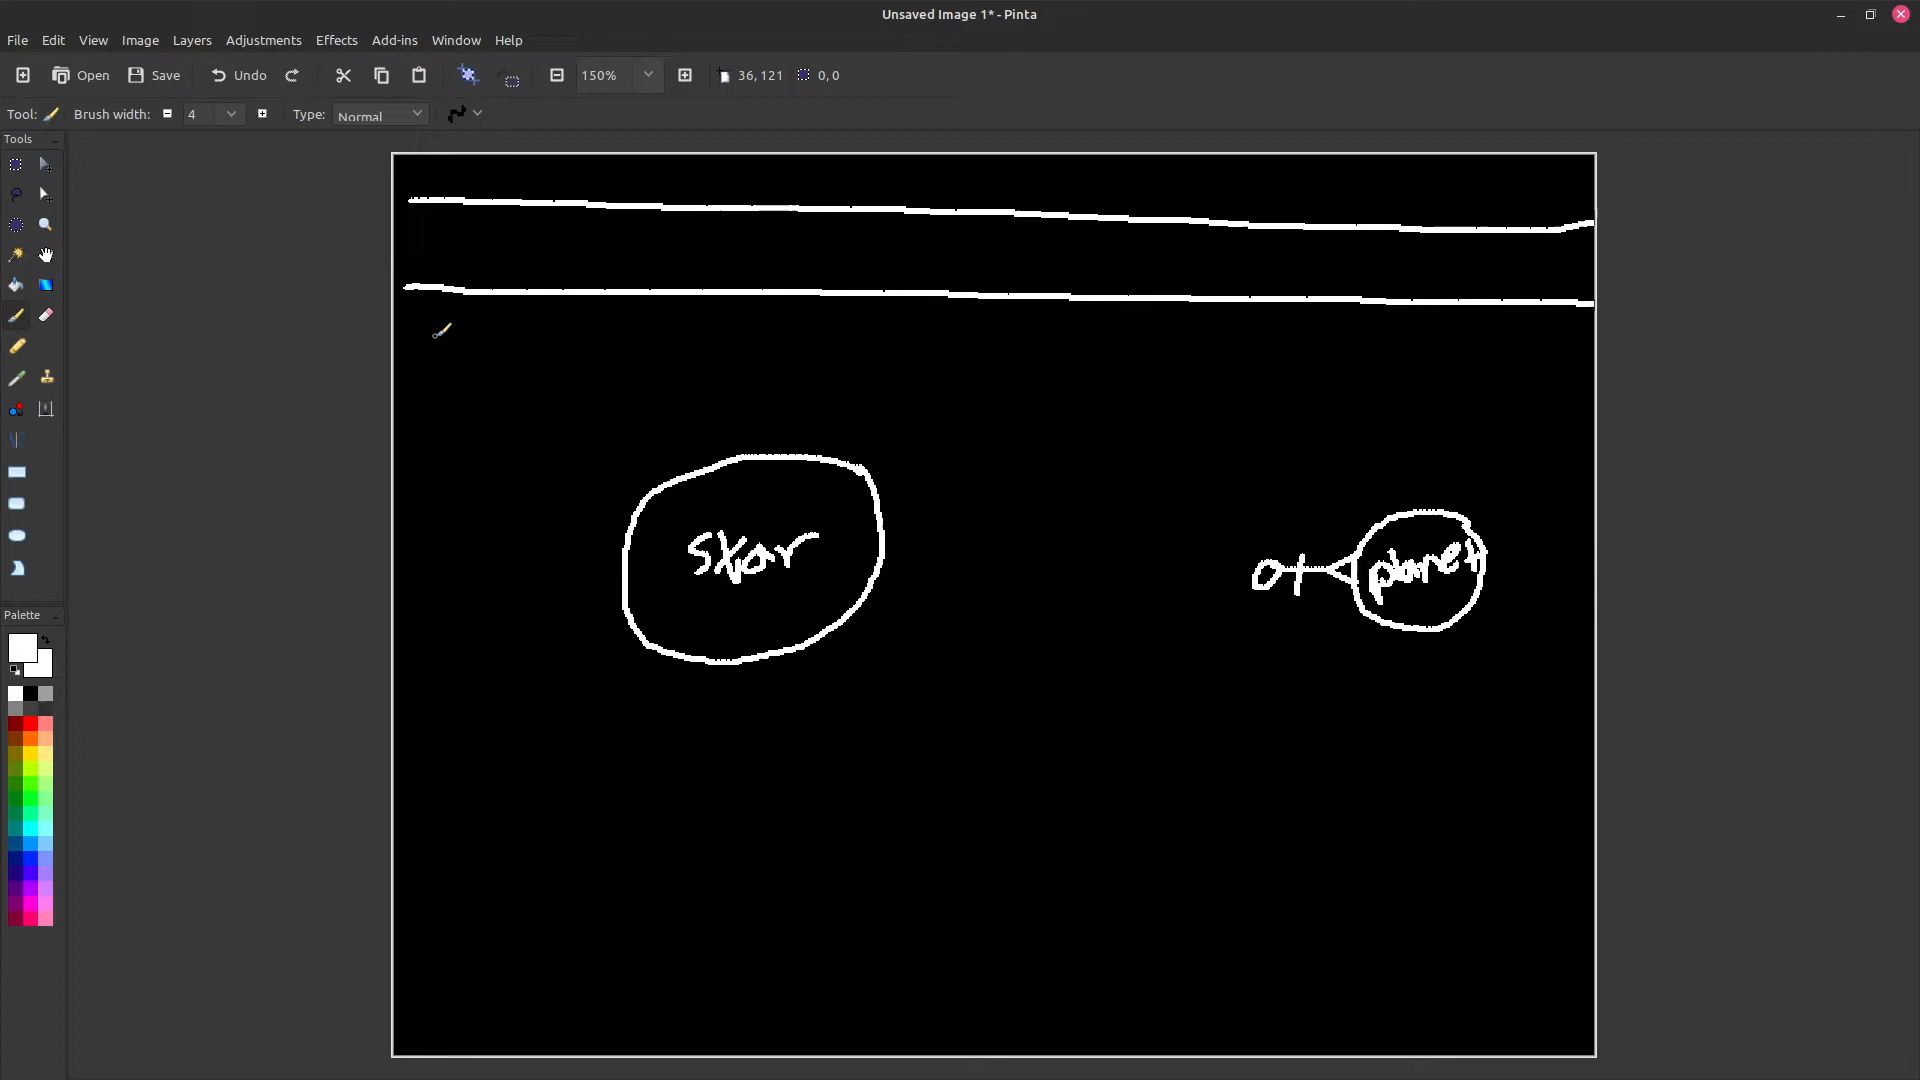 Unsaved Image 1* - Pinta
File Edit View Image Layers Adjustments Effects Add-ins Window Help
Open Save Undo 150% 36, 121 0, 0
Tool: Brush width: 4 Type: Normal
Tools
star
planet
Palette